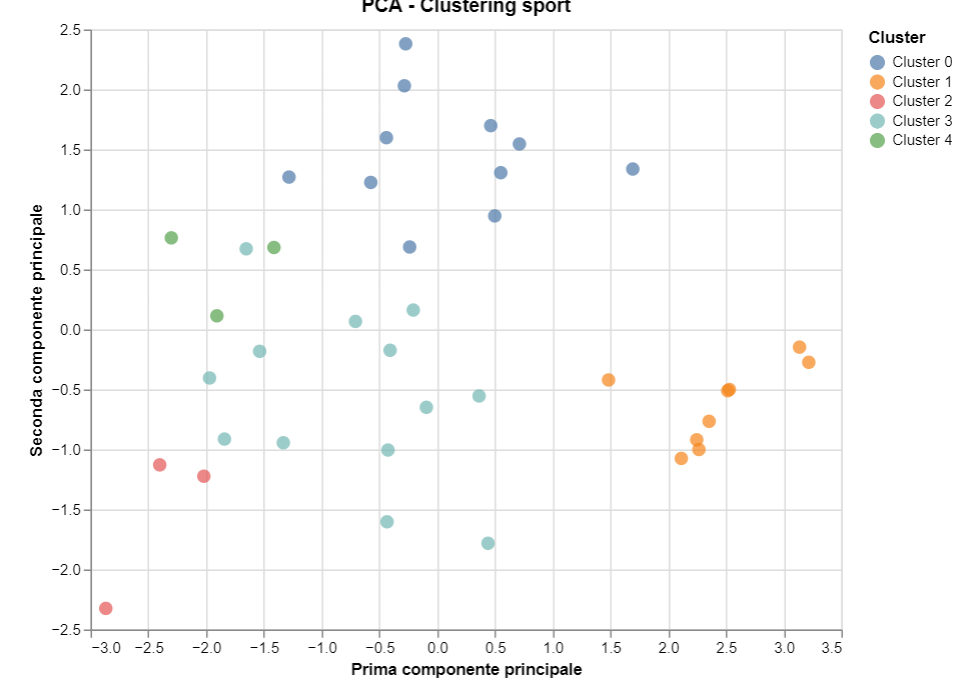 PCA - Clustering sport
Cluster
Cluster 0
Cluster 1
Cluster 2
Cluster 3
Cluster 4
2.5
2.0
1.5
1.0
0.5
0.0
−0.5
−1.0
−1.5
−2.0
−2.5
Seconda componente principale
−3.0 −2.5 −2.0 −1.5 −1.0 −0.5 0.0 0.5 1.0 1.5 2.0 2.5 3.0 3.5
Prima componente principale